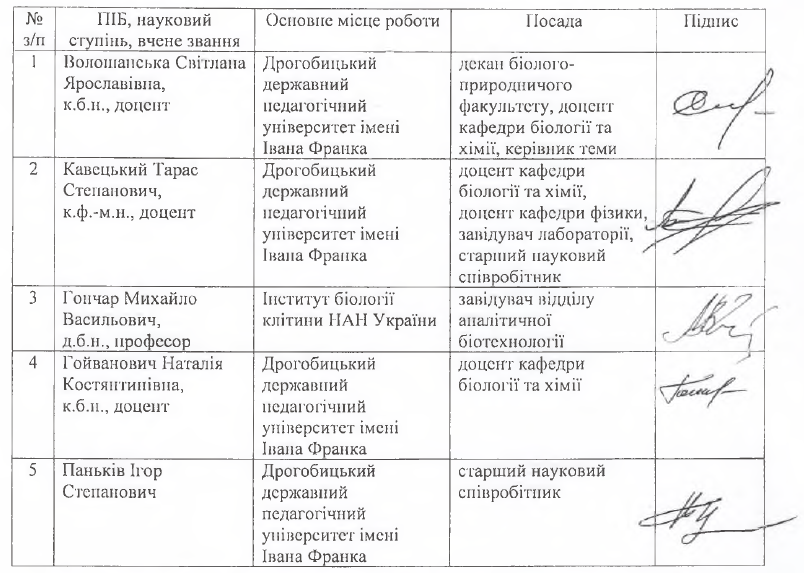 № з/п | ПІБ, науковий ступінь, вчене звання | Основне місце роботи | Посада | Підпис
1 | Волошанська Світлана Ярославівна, к.б.н., доцент | Дрогобицький державний педагогічний університет імені Івана Франка | декан біолого-природничого факультету, доцент кафедри біології та хімії, керівник теми
2 | Кавецький Тарас Степанович, к.ф.-м.н., доцент | Дрогобицький державний педагогічний університет імені Івана Франка | доцент кафедри біології та хімії, доцент кафедри фізики, завідувач лабораторії, старший науковий співробітник
3 | Гончар Михайло Васильович, д.б.н., професор | Інститут біології клітини НАН України | завідувач відділу аналітичної біотехнології
4 | Гойванович Наталія Костянтинівна, к.б.н., доцент | Дрогобицький державний педагогічний університет імені Івана Франка | доцент кафедри біології та хімії
5 | Паньків Ігор Степанович | Дрогобицький державний педагогічний університет імені Івана Франка | старший науковий співробітник